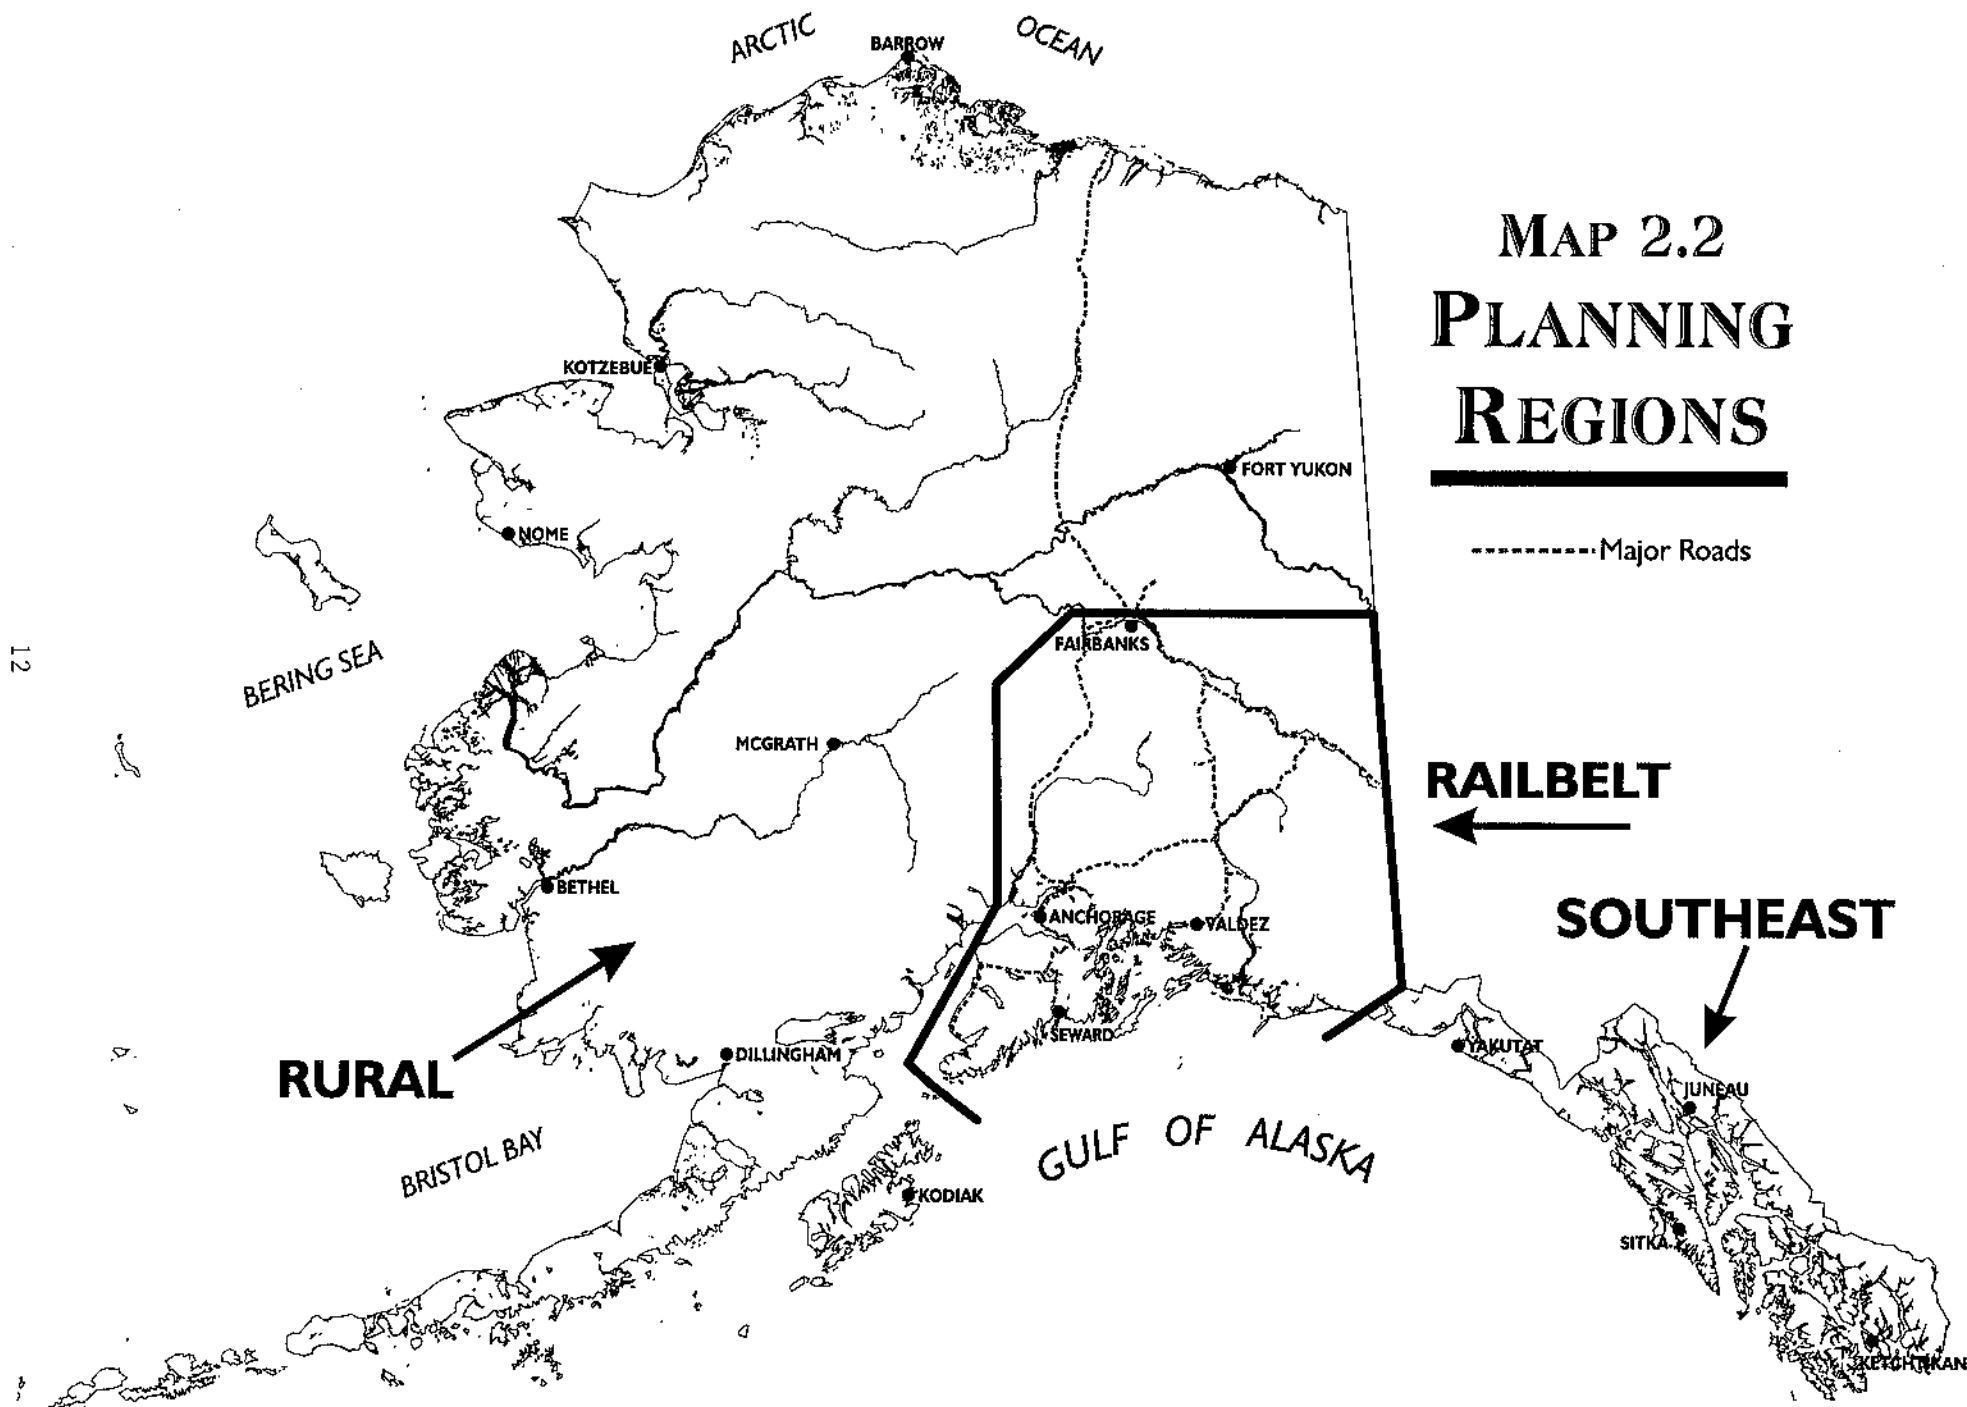 ARCTIC OCEAN
BARROW
MAP 2.2
PLANNING
REGIONS
Major Roads
KOTZEBUE
FORT YUKON
NOME
12
BERING SEA
FAIRBANKS
MCGRATH
RAILBELT
BETHEL
ANCHORAGE
VALDEZ
SOUTHEAST
SEWARD
RURAL
DILLINGHAM
YAKUTAT
JUNEAU
BRISTOL BAY
GULF OF ALASKA
KODIAK
SITKA
KETCHIKAN